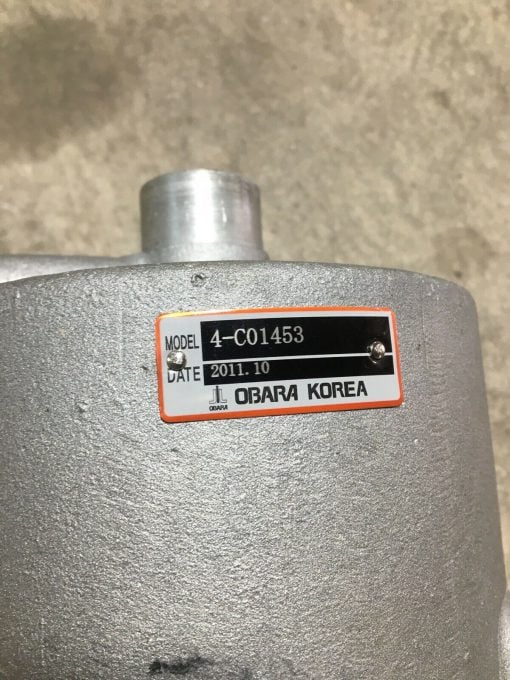 MODEL 4-C01453
DATE 2011.10
OBARA OBARA KOREA